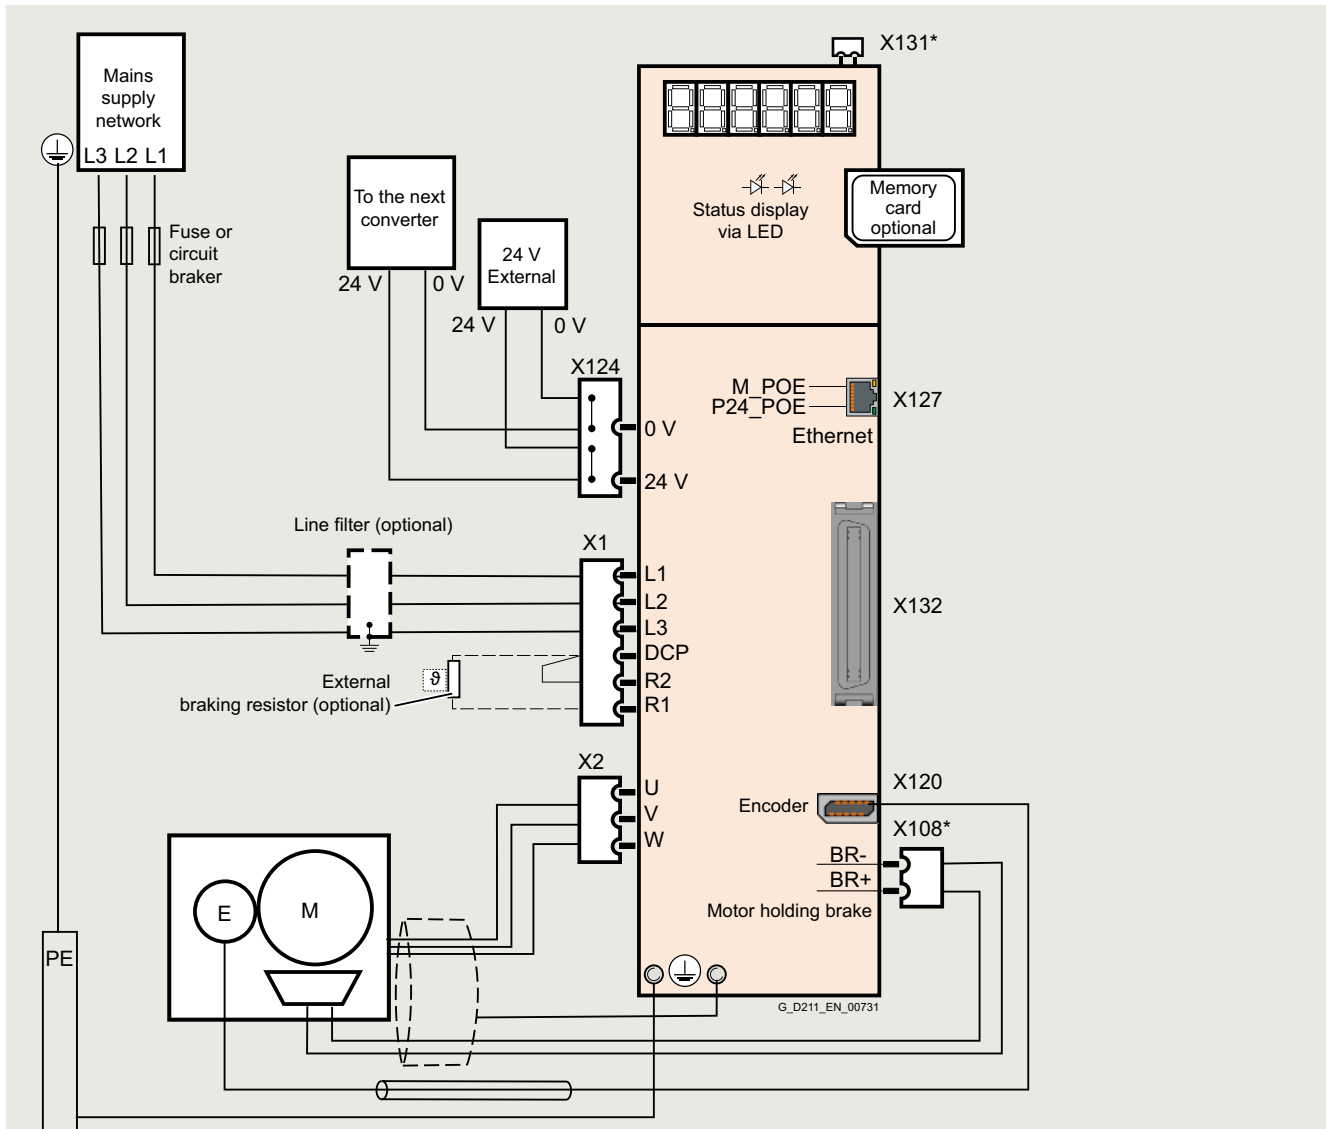 X131*
Mains
supply
network
L3 L2 L1
Fuse or
circuit
braker
To the next
converter
24 V
0 V
24 V
External
24 V
0 V
Status display
via LED
Memory
card
optional
X124
0 V
24 V
M_POE
P24_POE
Ethernet
X127
Line filter (optional)
X1
L1
L2
L3
DCP
R2
R1
ϑ
External
braking resistor (optional)
X132
X2
U
V
W
Encoder
X120
X108*
BR-
BR+
Motor holding brake
E
M
PE
G_D211_EN_00731